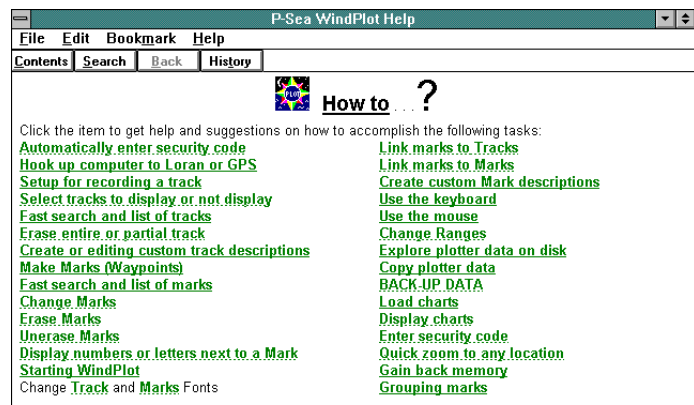 P-Sea WindPlot Help
File Edit Bookmark Help
Contents Search Back History
PLOT How to . . . ?
Click the item to get help and suggestions on how to accomplish the following tasks:
Automatically enter security code
Hook up computer to Loran or GPS
Setup for recording a track
Select tracks to display or not display
Fast search and list of tracks
Erase entire or partial track
Create or editing custom track descriptions
Make Marks (Waypoints)
Fast search and list of marks
Change Marks
Erase Marks
Unerase Marks
Display numbers or letters next to a Mark
Starting WindPlot
Change Track and Marks Fonts
Link marks to Tracks
Link marks to Marks
Create custom Mark descriptions
Use the keyboard
Use the mouse
Change Ranges
Explore plotter data on disk
Copy plotter data
BACK-UP DATA
Load charts
Display charts
Enter security code
Quick zoom to any location
Gain back memory
Grouping marks